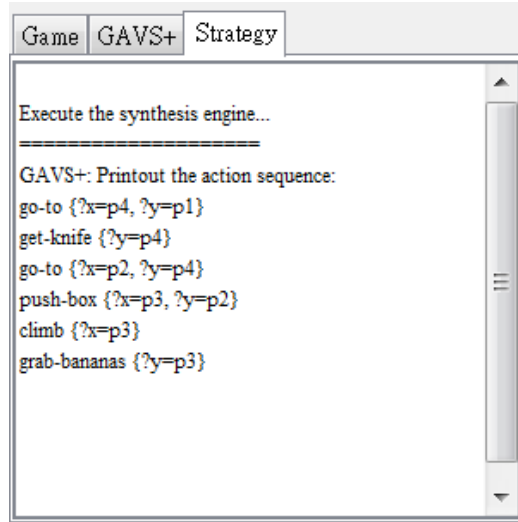 Game GAVS+ Strategy
Execute the synthesis engine...
====================
GAVS+: Printout the action sequence:
go-to {?x=p4, ?y=p1}
get-knife {?y=p4}
go-to {?x=p2, ?y=p4}
push-box {?x=p3, ?y=p2}
climb {?x=p3}
grab-bananas {?y=p3}